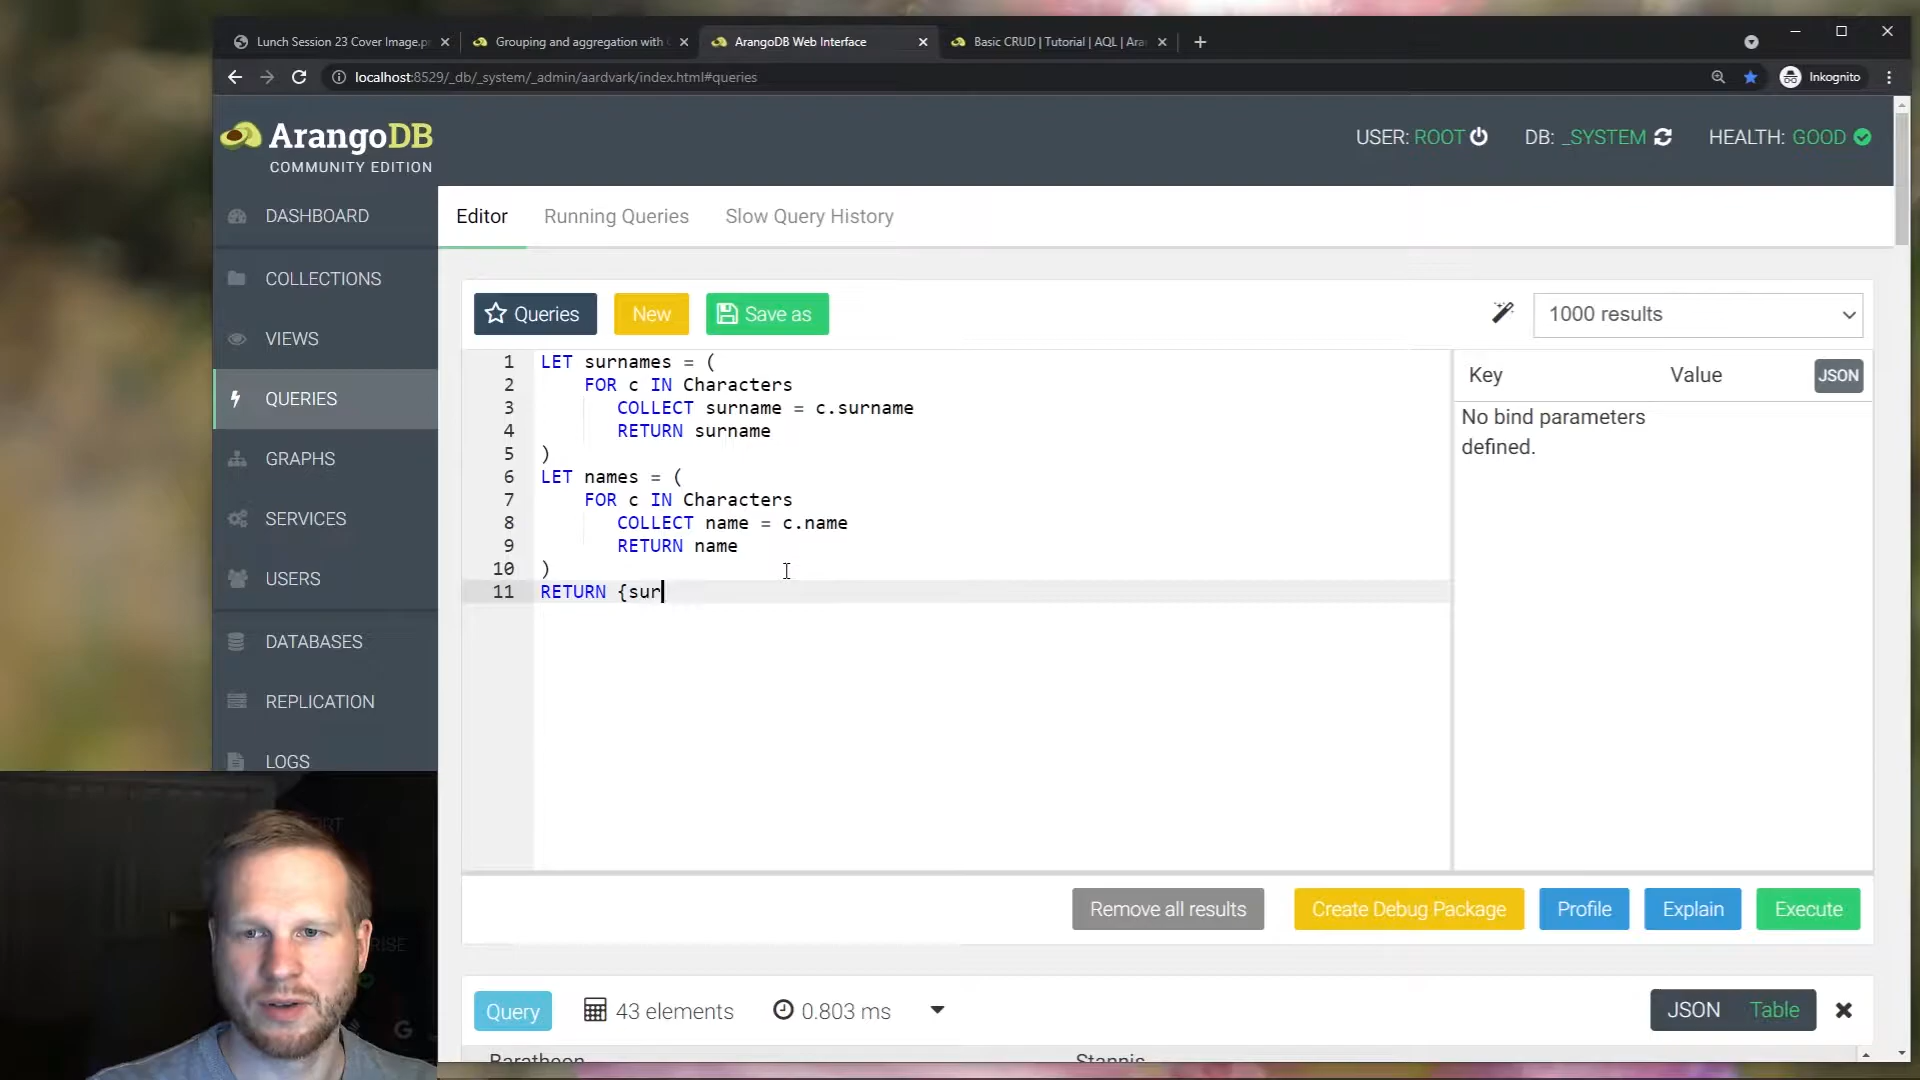 Lunch Session 23 Cover Image.p
Grouping and aggregation with
ArangoDB Web Interface
Basic CRUD | Tutorial | AQL | Ara
localhost:8529/_db/_system/_admin/aardvark/index.html#queries
Inkognito
ArangoDB
COMMUNITY EDITION
USER: ROOT
DB: _SYSTEM
HEALTH: GOOD
DASHBOARD
COLLECTIONS
VIEWS
QUERIES
GRAPHS
SERVICES
USERS
DATABASES
REPLICATION
LOGS
Editor
Running Queries
Slow Query History
Queries
New
Save as
1000 results
1 LET surnames = (
2 FOR c IN Characters
3 COLLECT surname = c.surname
4 RETURN surname
5 )
6 LET names = (
7 FOR c IN Characters
8 COLLECT name = c.name
9 RETURN name
10 )
11 RETURN {sur
Key
Value
JSON
No bind parameters
defined.
Remove all results
Create Debug Package
Profile
Explain
Execute
Query
43 elements
0.803 ms
JSON
Table
Baratheon
Stannis